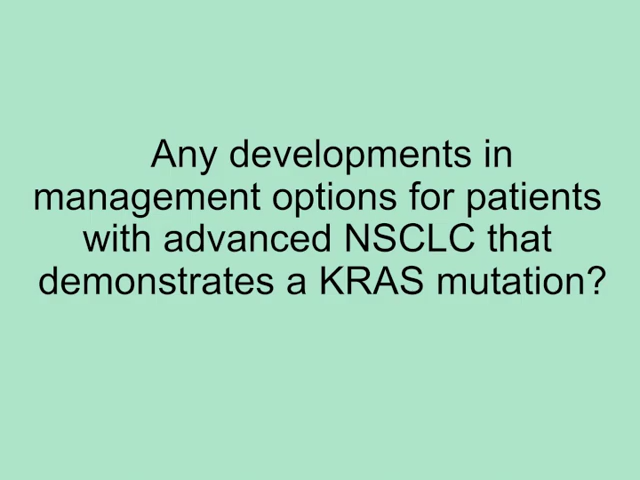 Any developments in
management options for patients
with advanced NSCLC that
demonstrates a KRAS mutation?